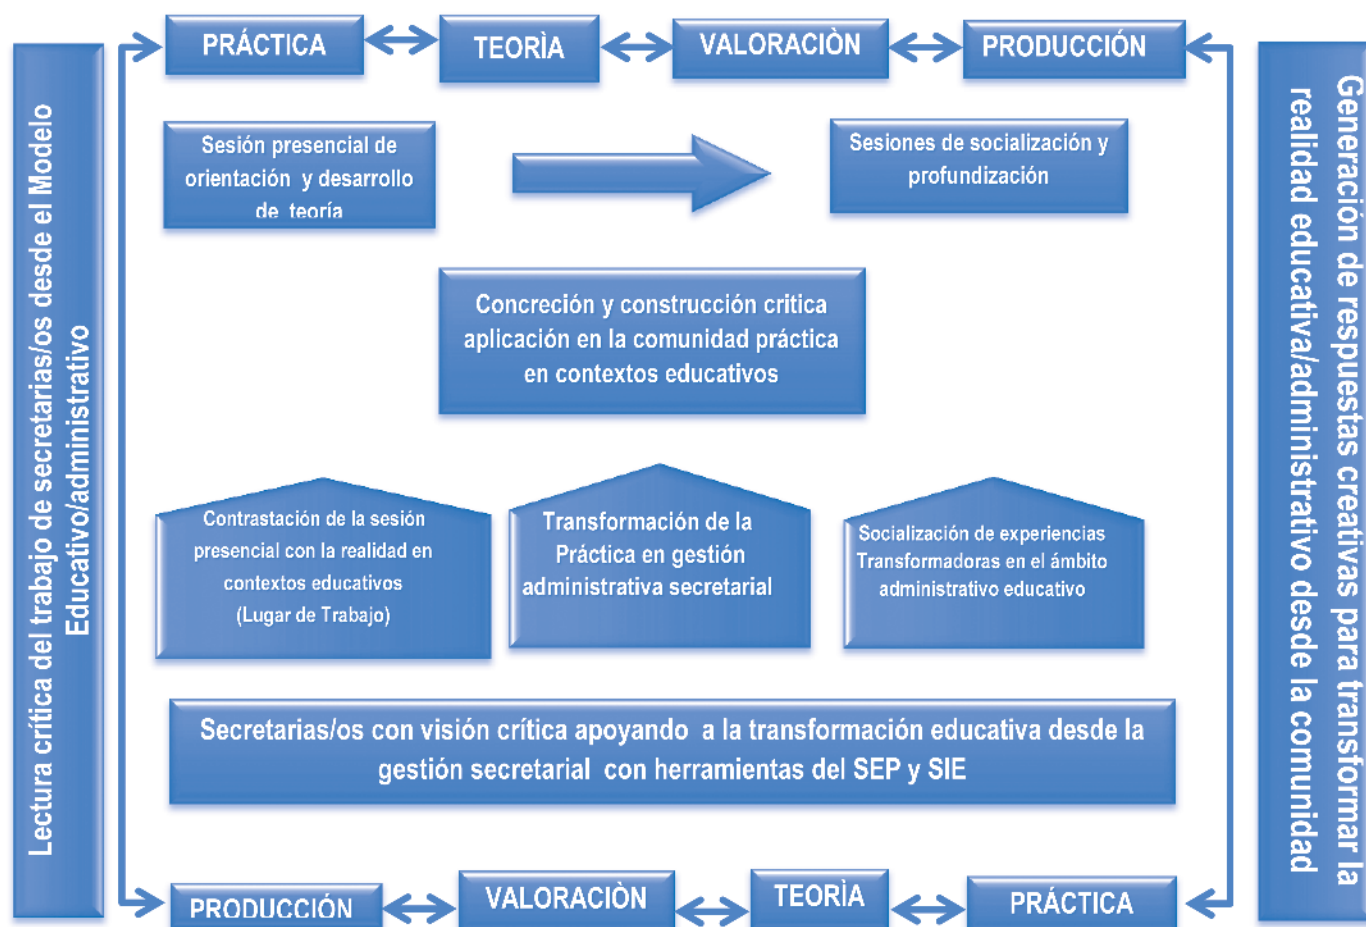 PRÁCTICA
TEORÌA
VALORACIÒN
PRODUCCIÓN
Lectura crítica del trabajo de secretarias/os desde el Modelo
Educativo/administrativo
Sesión presencial de
orientación y desarrollo
de teoría
Sesiones de socialización y
profundización
Concreción y construcción critica
aplicación en la comunidad práctica
en contextos educativos
Contrastación de la sesión
presencial con la realidad en
contextos educativos
(Lugar de Trabajo)
Transformación de la
Práctica en gestión
administrativa secretarial
Socialización de experiencias
Transformadoras en el ámbito
administrativo educativo
Secretarias/os con visión crítica apoyando a la transformación educativa desde la
gestión secretarial con herramientas del SEP y SIE
Generación de respuestas creativas para transformar la
realidad educativa/administrativo desde la comunidad
PRODUCCIÓN
VALORACIÒN
TEORÌA
PRÁCTICA